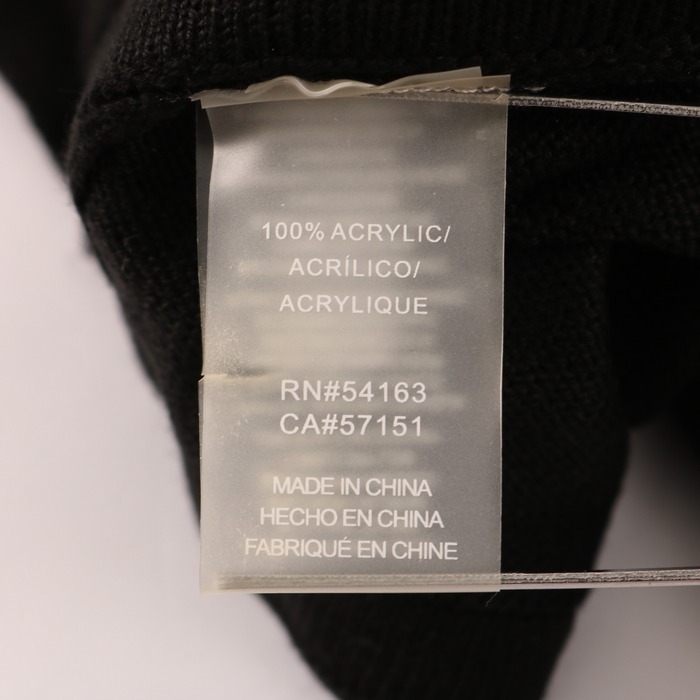 100% ACRYLIC/
ACRÍLICO/
ACRYLIQUE
RN#54163
CA#57151
MADE IN CHINA
HECHO EN CHINA
FABRIQUÉ EN CHINE